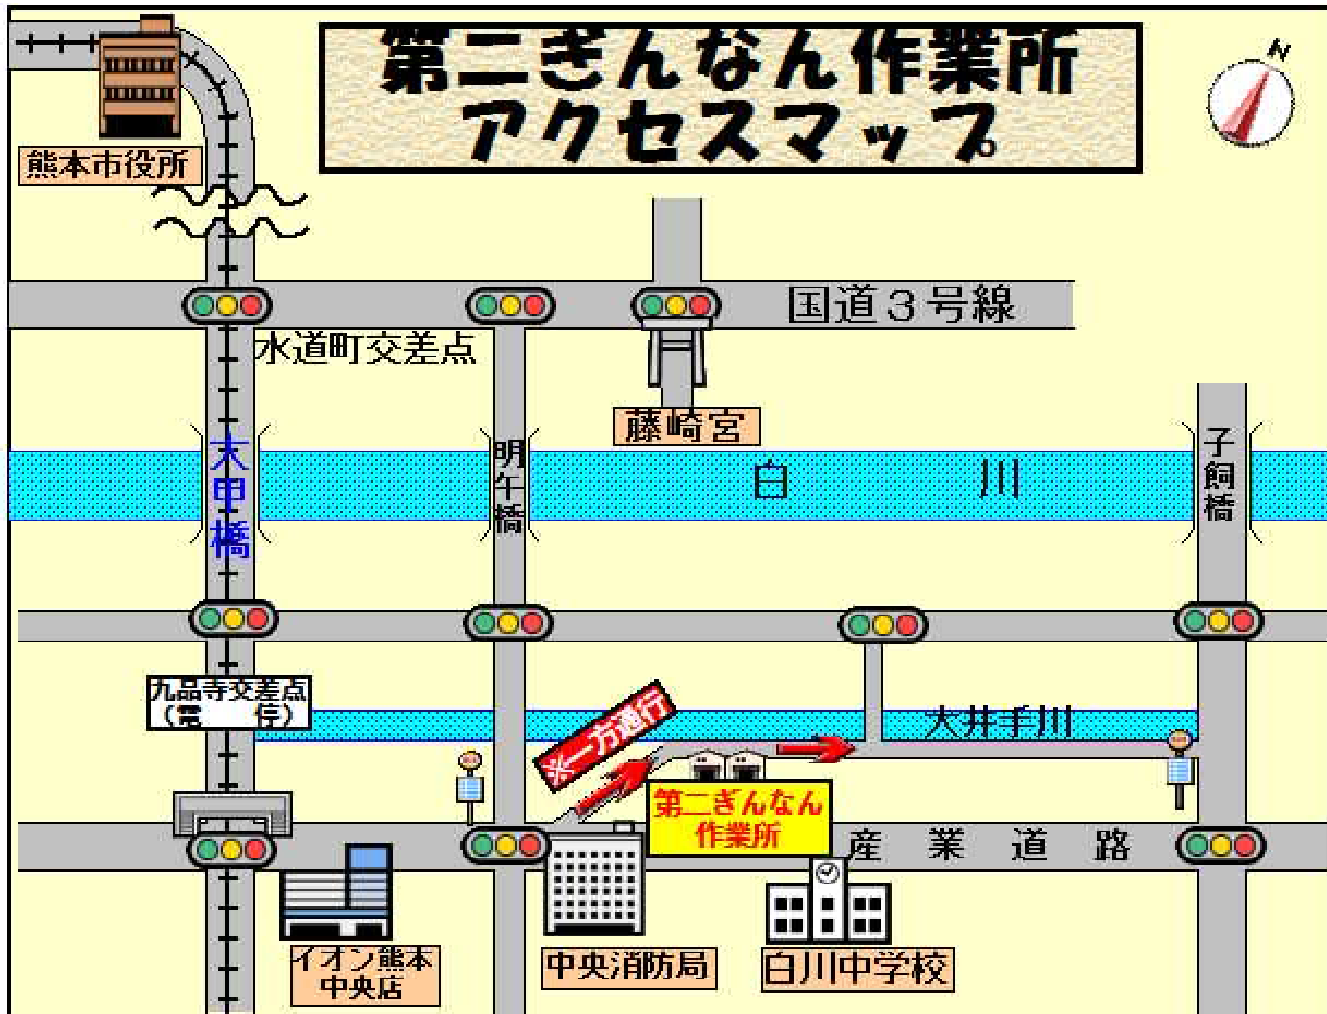 第二ぎんなん作業所
アクセスマップ
N
熊本市役所
国道3号線
水道町交差点
藤崎宮
大甲橋
明午橋
白川
子飼橋
九品寺交差点
(電 停)
※一方通行
大井手川
第二ぎんなん
作業所
産業道路
イオン熊本
中央店
中央消防局
白川中学校